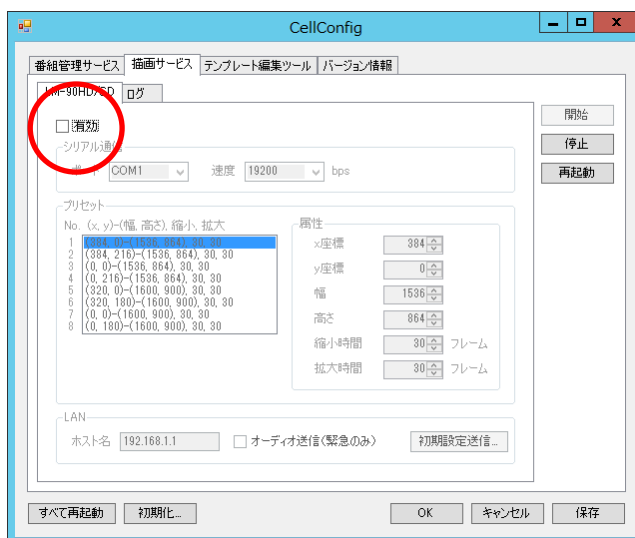 CellConfig
番組管理サービス 描画サービス テンプレート編集ツール バージョン情報
LM-90HD/SD ログ
有効
シリアル通信
ポート COM1 速度 19200 bps
プリセット
No. (x, y)-(幅, 高さ), 縮小, 拡大
1 (384, 0)-(1536, 864), 30, 30
2 (384, 216)-(1536, 864), 30, 30
3 (0, 0)-(1536, 864), 30, 30
4 (0, 216)-(1536, 864), 30, 30
5 (320, 0)-(1600, 900), 30, 30
6 (320, 180)-(1600, 900), 30, 30
7 (0, 0)-(1600, 900), 30, 30
8 (0, 180)-(1600, 900), 30, 30
属性
x座標 384
y座標 0
幅 1536
高さ 864
縮小時間 30 フレーム
拡大時間 30 フレーム
LAN
ホスト名 192.168.1.1 オーディオ送信(緊急のみ) 初期設定送信...
開始
停止
再起動
すべて再起動 初期化... OK キャンセル 保存